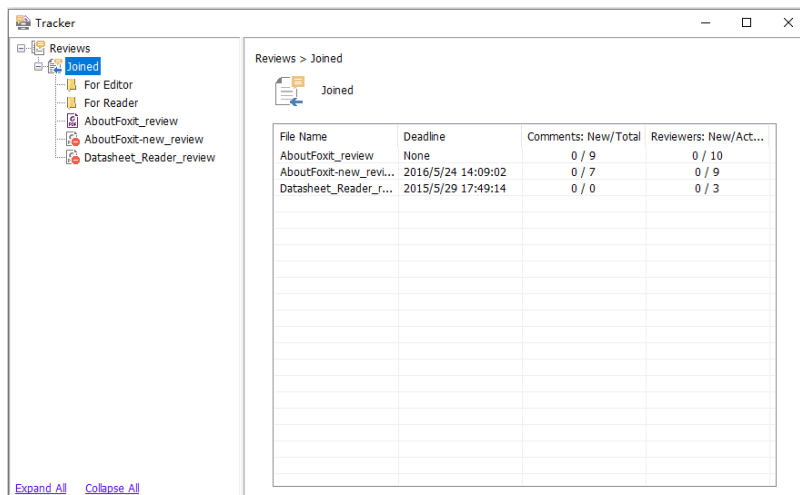 Tracker
Reviews
Joined
For Editor
For Reader
AboutFoxit_review
AboutFoxit-new_review
Datasheet_Reader_review
Expand All Collapse All
Reviews > Joined
Joined
File Name Deadline Comments: New/Total Reviewers: New/Act...
AboutFoxit_review None 0 / 9 0 / 10
AboutFoxit-new_revi... 2016/5/24 14:09:02 0 / 7 0 / 9
Datasheet_Reader_r... 2015/5/29 17:49:14 0 / 0 0 / 3